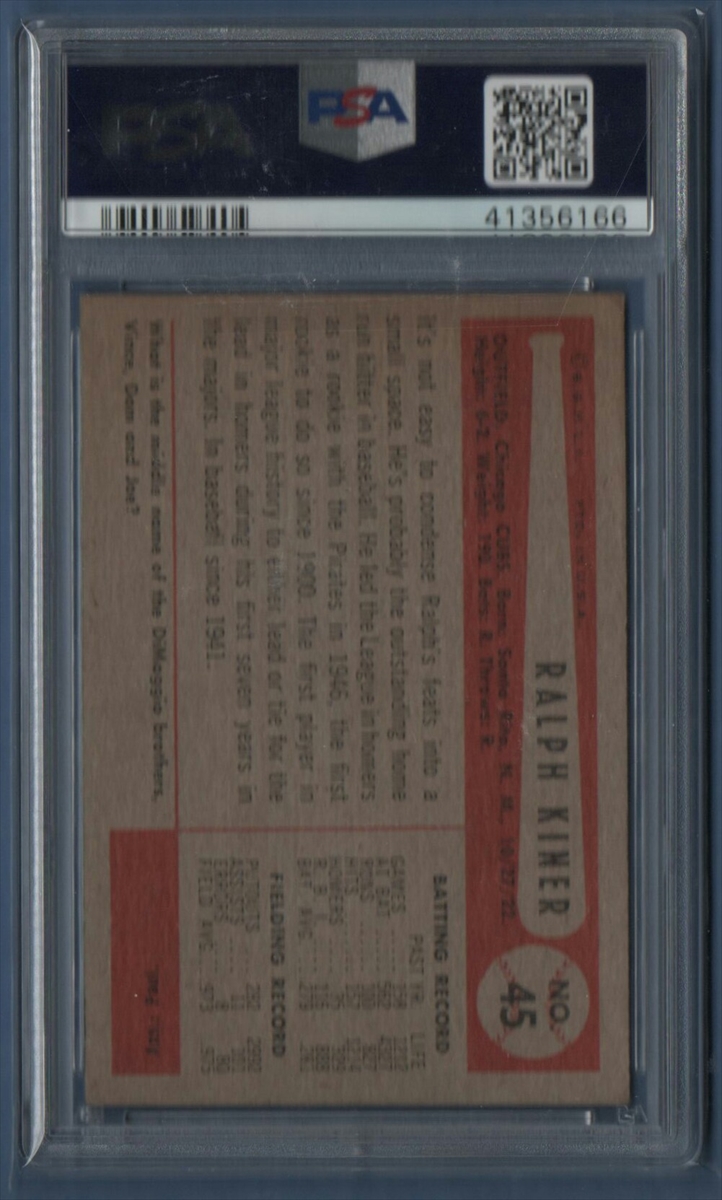 PSA
PSA
41356166
RALPH KINER
NO.
45
OUTFIELD, Chicago CUBS. Born: Santa Rita, N. M., 10/27/22.
Height: 6-2. Weight: 190. Bats: R. Throws: R.
It's not easy to condense Ralph's feats into a
small space. He's probably the outstanding home
run hitter in baseball. He led the League in homers
as a rookie with the Pirates in 1946, the first
rookie to do so since 1900. The first player in
major league history to either lead or tie for the
lead in homers during his first seven years in
the majors. In baseball since 1941.
BATTING RECORD
PAST YR. LIFE
GAMES
AT BAT
RUNS
HITS
HOMERS
R. B. I.
BAT AVG.
FIELDING RECORD
PUTOUTS
ASSISTS
ERRORS
FIELD AVG.
What is the middle name of the DiMaggio brothers,
Vince, Dom and Joe?